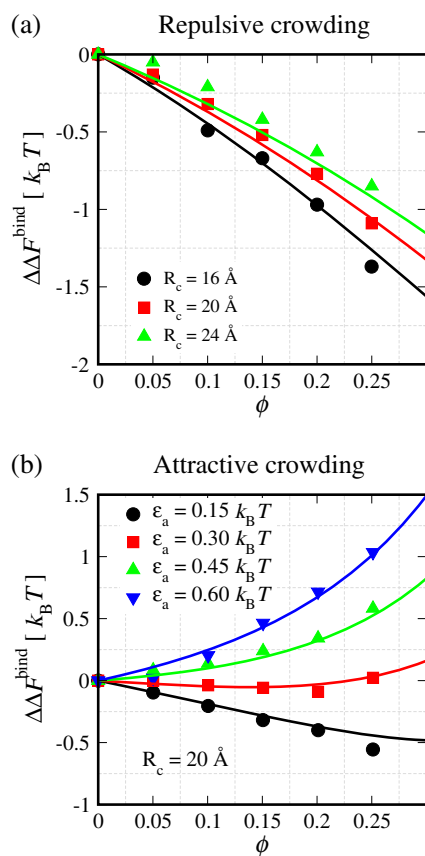 (a) Repulsive crowding
0
-0.5
-1
-1.5
-2
ΔΔF^bind [ k_B T ]
R_c = 16 Å
R_c = 20 Å
R_c = 24 Å
0 0.05 0.1 0.15 0.2 0.25
ϕ
(b) Attractive crowding
1.5
1
0.5
0
-0.5
-1
ΔΔF^bind [ k_B T ]
ε_a = 0.15 k_B T
ε_a = 0.30 k_B T
ε_a = 0.45 k_B T
ε_a = 0.60 k_B T
R_c = 20 Å
0 0.05 0.1 0.15 0.2 0.25
ϕ